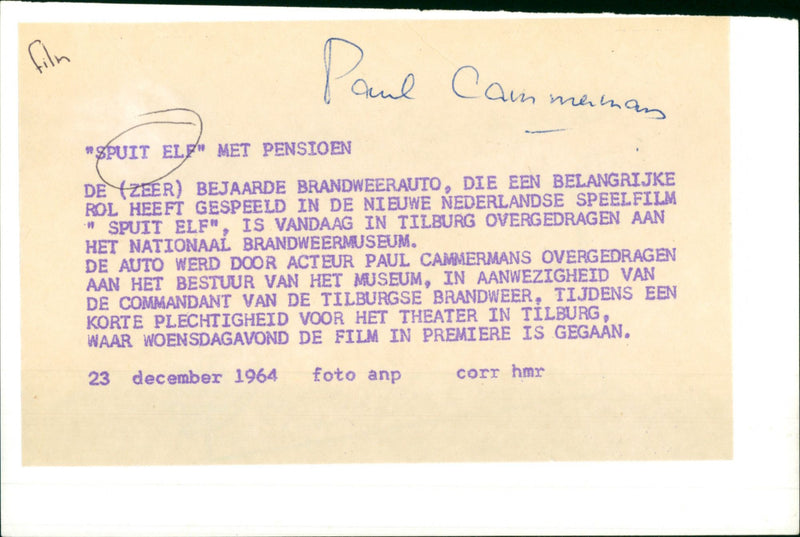 film
Paul Cammermans
"SPUIT ELF" MET PENSIOEN
DE (ZEER) BEJAARDE BRANDWEERAUTO, DIE EEN BELANGRIJKE
ROL HEEFT GESPEELD IN DE NIEUWE NEDERLANDSE SPEELFILM
" SPUIT ELF", IS VANDAAG IN TILBURG OVERGEDRAGEN AAN
HET NATIONAAL BRANDWEERMUSEUM.
DE AUTO WERD DOOR ACTEUR PAUL CAMMERMANS OVERGEDRAGEN
AAN HET BESTUUR VAN HET MUSEUM, IN AANWEZIGHEID VAN
DE COMMANDANT VAN DE TILBURGSE BRANDWEER, TIJDENS EEN
KORTE PLECHTIGHEID VOOR HET THEATER IN TILBURG,
WAAR WOENSDAGAVOND DE FILM IN PREMIERE IS GEGAAN.
23 december 1964 foto anp corr hmr